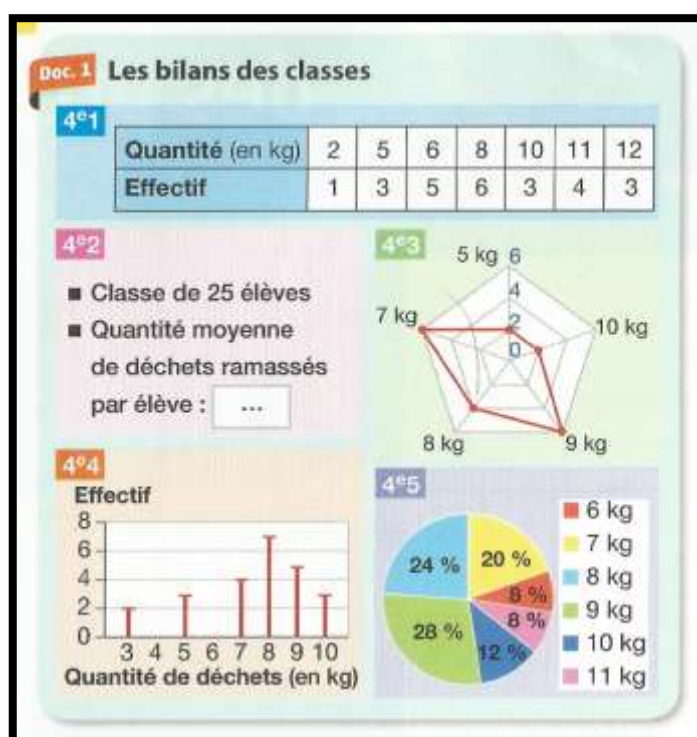 Doc. 1 Les bilans des classes
4e1
Quantité (en kg) 2 5 6 8 10 11 12
Effectif 1 3 5 6 3 4 3
4e2
■ Classe de 25 élèves
■ Quantité moyenne
de déchets ramassés
par élève : ...
4e3
5 kg 6
4
7 kg 2 10 kg
0
8 kg 9 kg
4e4
Effectif
8
6
4
2
0
3 4 5 6 7 8 9 10
Quantité de déchets (en kg)
4e5
24 % 20 %
8 %
8 %
28 % 12 %
6 kg
7 kg
8 kg
9 kg
10 kg
11 kg